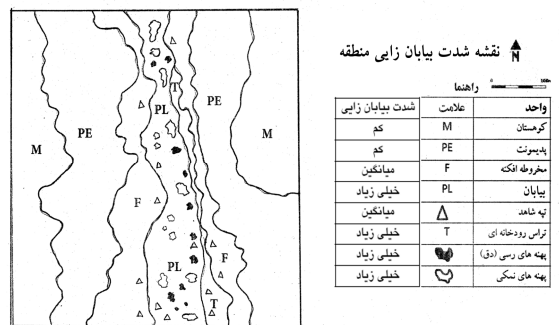 نقشه شدت بیابان زایی منطقه
N
راهنما
واحد علامت شدت بیابان زایی
کوهستان M کم
پدیمونت PE کم
مخروطه افکنه F میانگین
بیابان PL خیلی زیاد
تپه شاهد میانگین
تراس رودخانه ای T خیلی زیاد
پهنه های رسی (دق) خیلی زیاد
پهنه های نمکی خیلی زیاد
T
PE
PL
PE
M
M
F
F
PL
T